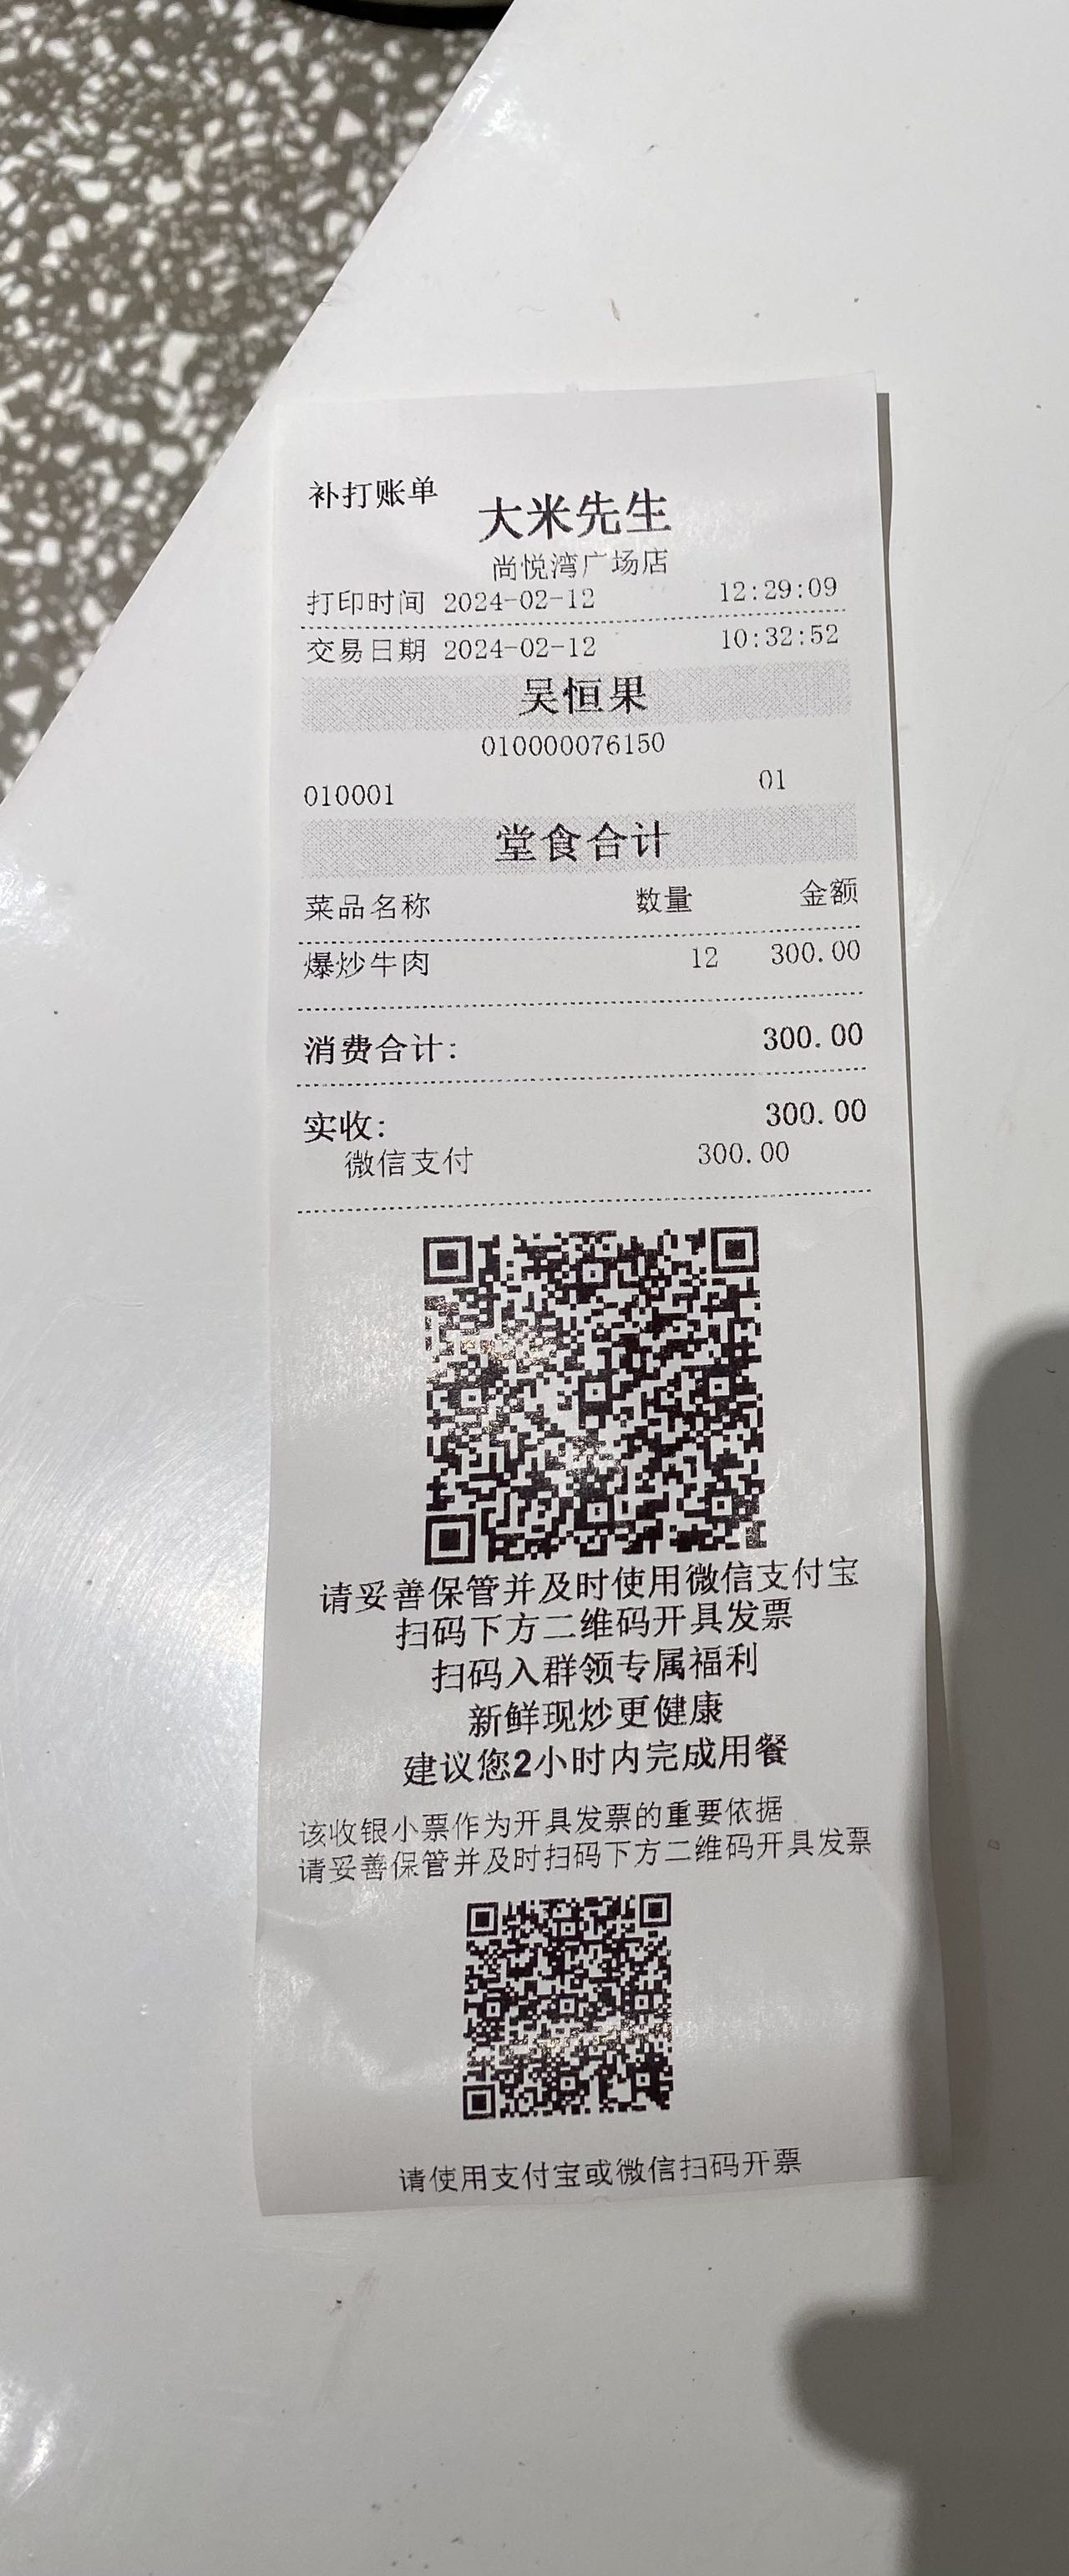 补打账单
大米先生
尚悦湾广场店
打印时间 2024-02-12 12:29:09
交易日期 2024-02-12 10:32:52
吴恒果
010000076150
010001 01
堂食合计
菜品名称 数量 金额
爆炒牛肉 12 300.00
消费合计: 300.00
实收: 300.00
微信支付 300.00
请妥善保管并及时使用微信支付宝
扫码下方二维码开具发票
扫码入群领专属福利
新鲜现炒更健康
建议您2小时内完成用餐
该收银小票作为开具发票的重要依据
请妥善保管并及时扫码下方二维码开具发票
请使用支付宝或微信扫码开票